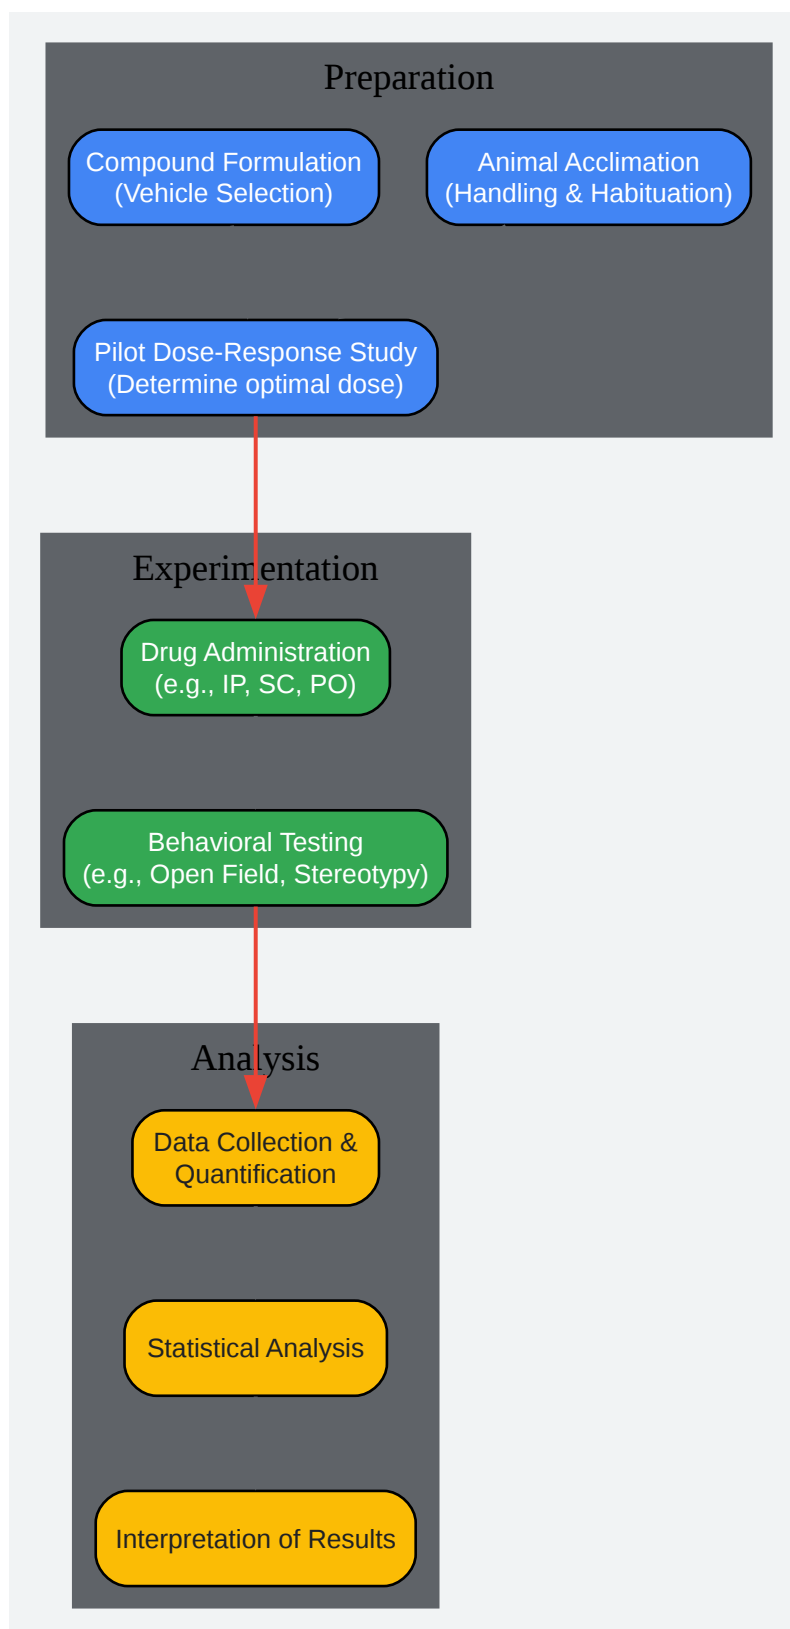 Preparation
Compound Formulation
(Vehicle Selection)
Animal Acclimation
(Handling & Habituation)
Pilot Dose-Response Study
(Determine optimal dose)
Experimentation
Drug Administration
(e.g., IP, SC, PO)
Behavioral Testing
(e.g., Open Field, Stereotypy)
Analysis
Data Collection &
Quantification
Statistical Analysis
Interpretation of Results